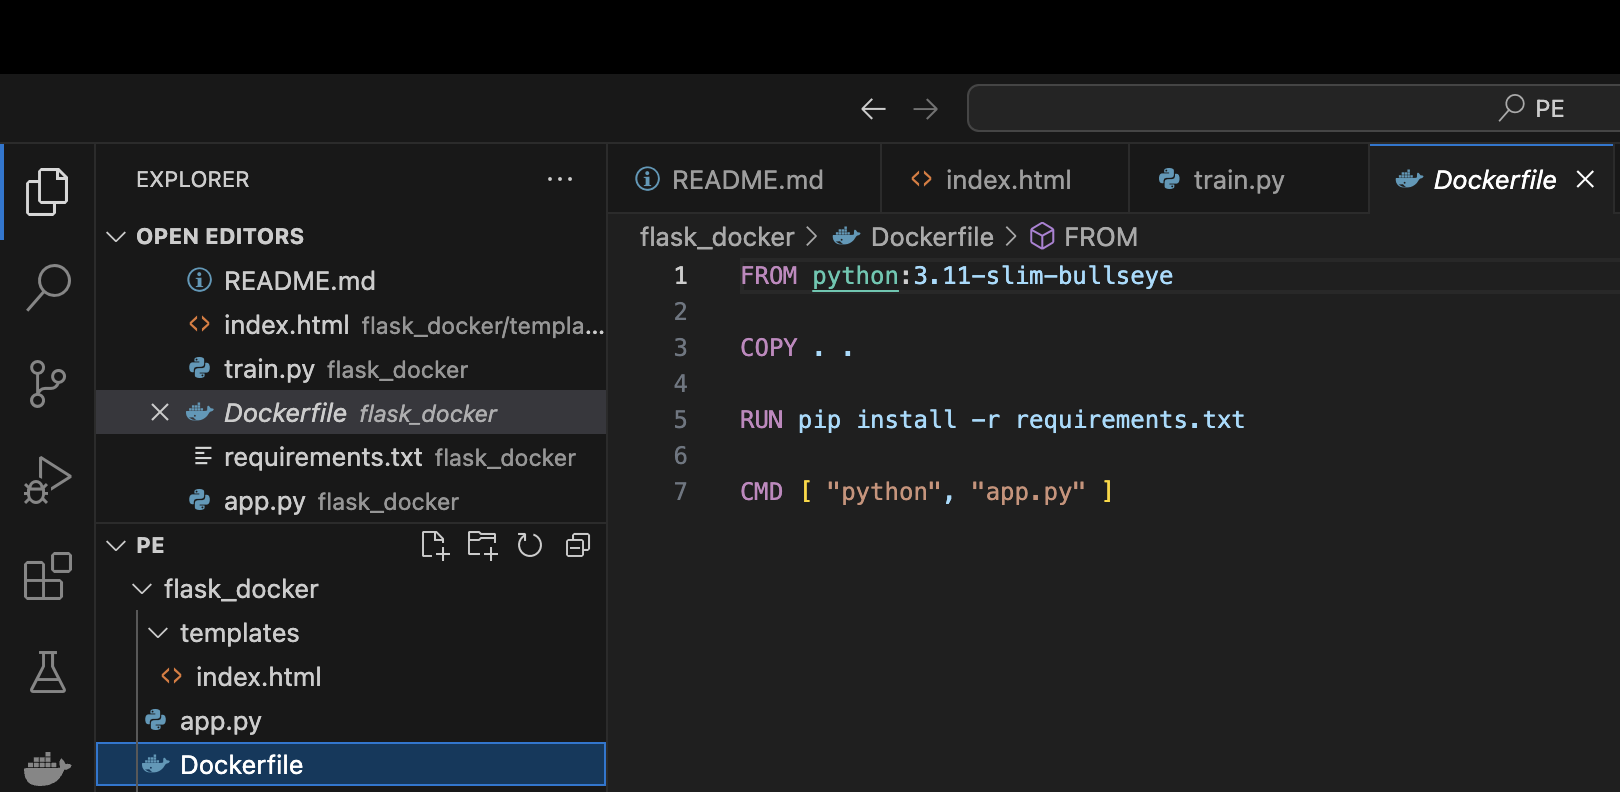 PE
EXPLORER
README.md
index.html
train.py
Dockerfile
OPEN EDITORS
README.md
index.html flask_docker/templa...
train.py flask_docker
Dockerfile flask_docker
requirements.txt flask_docker
app.py flask_docker
PE
flask_docker
templates
index.html
app.py
Dockerfile
flask_docker > Dockerfile > FROM
1 FROM python:3.11-slim-bullseye
2
3 COPY . .
4
5 RUN pip install -r requirements.txt
6
7 CMD [ "python", "app.py" ]